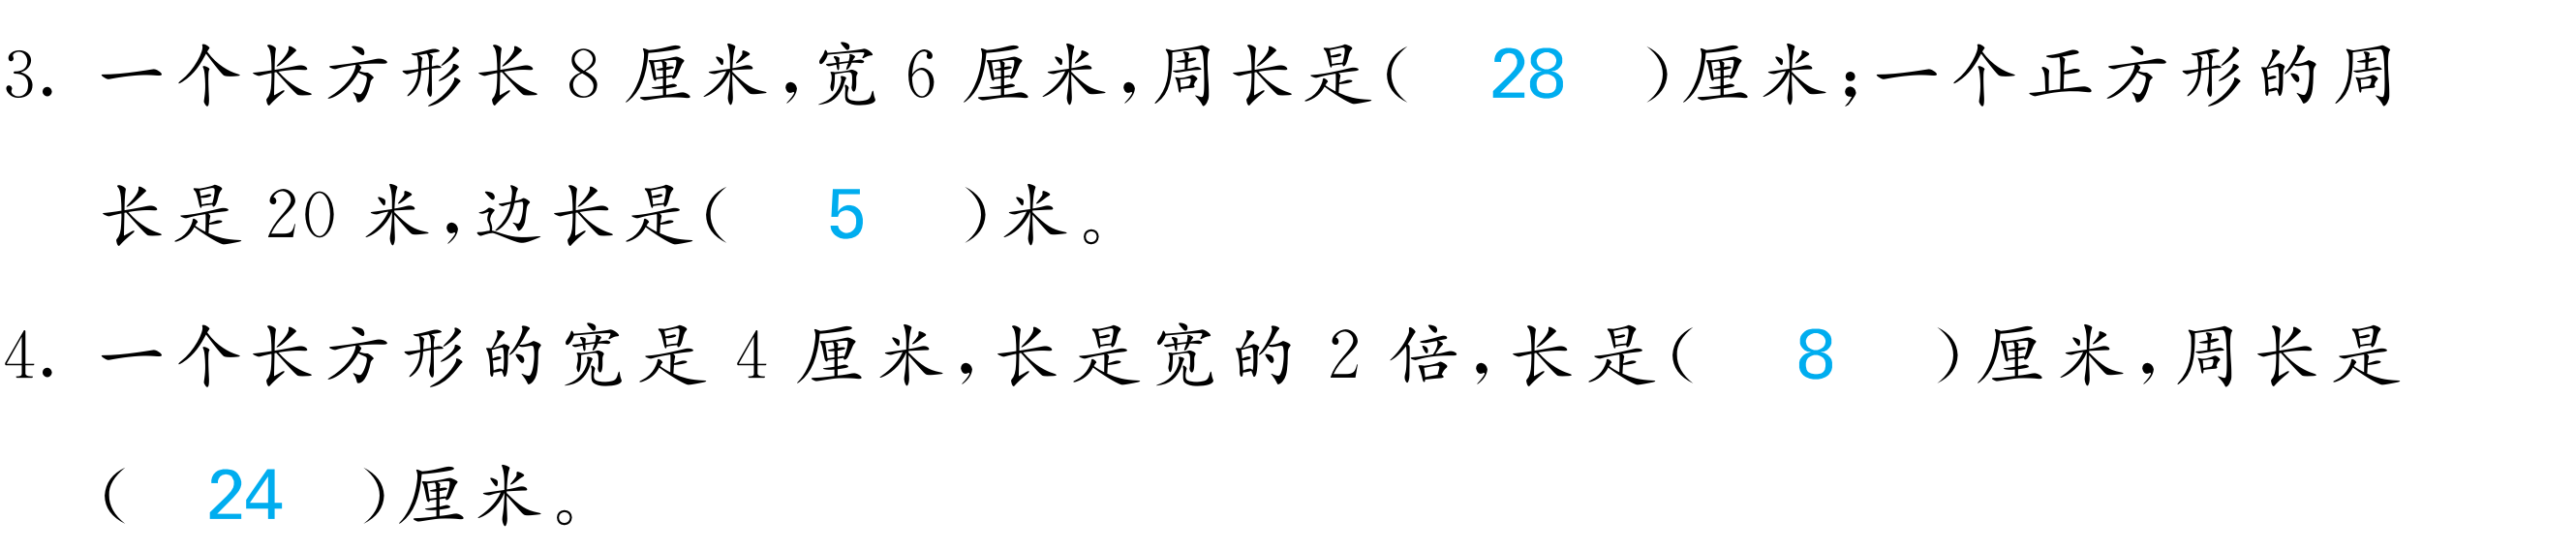 3. 一个长方形长 8 厘米,宽 6 厘米,周长是( 28 )厘米;一个正方形的周
长是 20 米,边长是( 5 )米。
4. 一个长方形的宽是 4 厘米,长是宽的 2 倍,长是( 8 )厘米,周长是
( 24 )厘米。